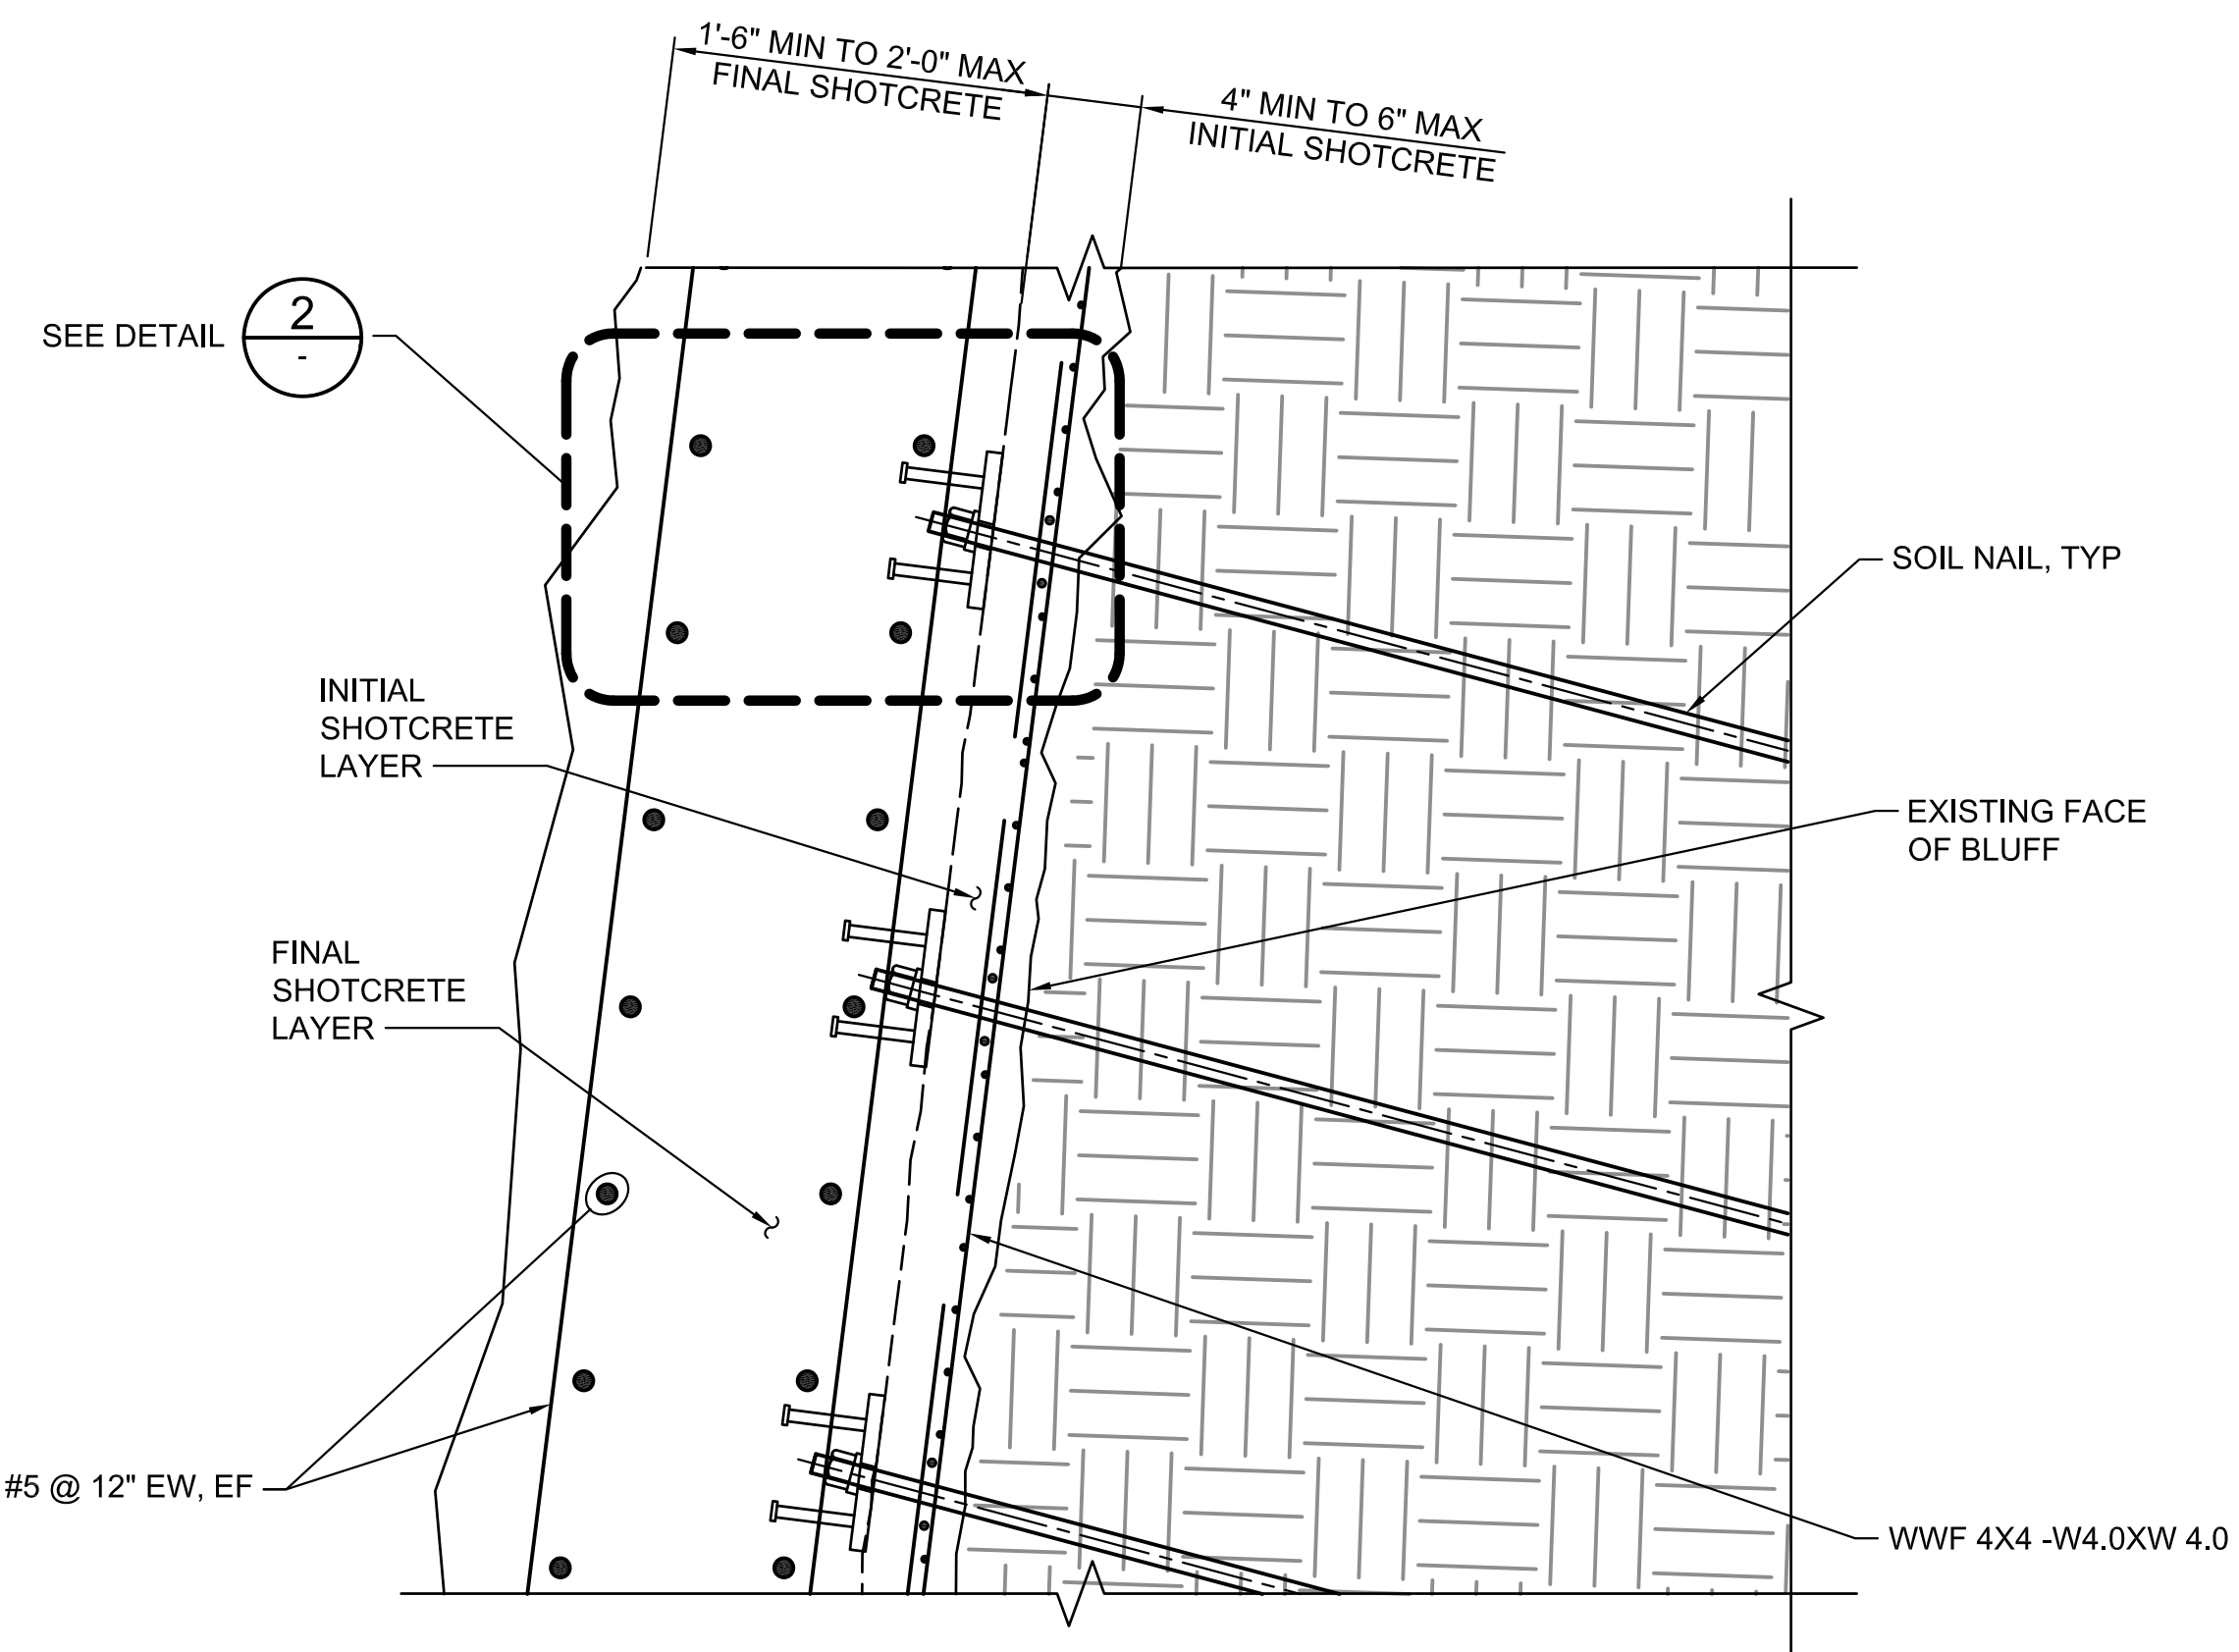 1'-6" MIN TO 2'-0" MAX
FINAL SHOTCRETE
4" MIN TO 6" MAX
INITIAL SHOTCRETE
SEE DETAIL
2
-
SOIL NAIL, TYP
INITIAL
SHOTCRETE
LAYER
EXISTING FACE
OF BLUFF
FINAL
SHOTCRETE
LAYER
#5 @ 12" EW, EF
WWF 4X4 -W4.0XW 4.0